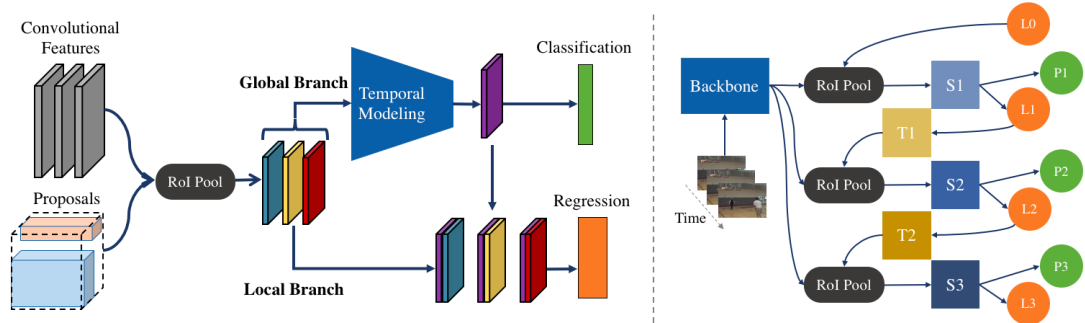 Convolutional
Features
Proposals
RoI Pool
Global Branch
Temporal
Modeling
Classification
Local Branch
Regression
Backbone
Time
L0
RoI Pool
S1
P1
L1
T1
RoI Pool
S2
P2
L2
T2
RoI Pool
S3
P3
L3